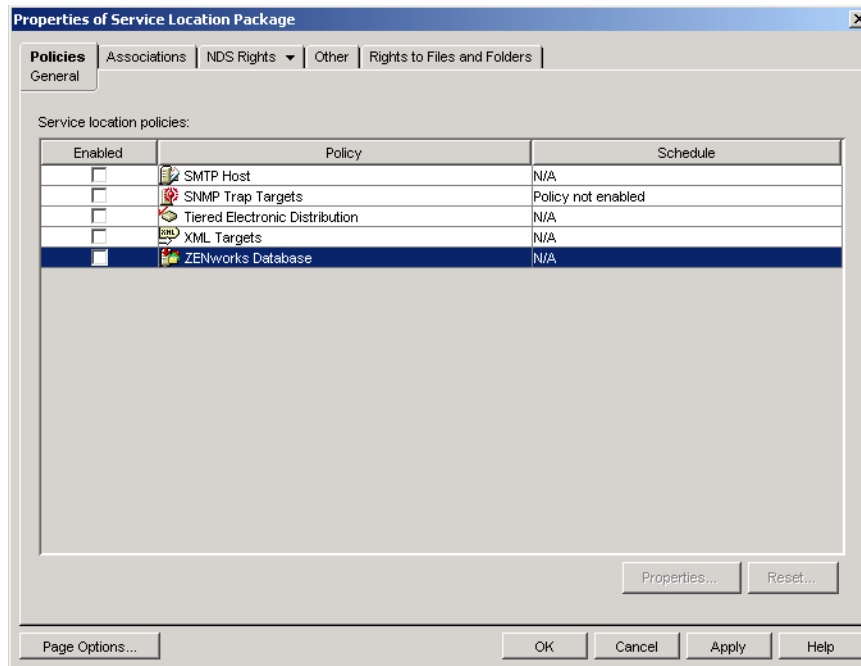 Properties of Service Location Package
Policies Associations NDS Rights Other Rights to Files and Folders
General
Service location policies:
Enabled Policy Schedule
SMTP Host N/A
SNMP Trap Targets Policy not enabled
Tiered Electronic Distribution N/A
XML XML Targets N/A
ZENworks Database N/A
Properties... Reset...
Page Options... OK Cancel Apply Help